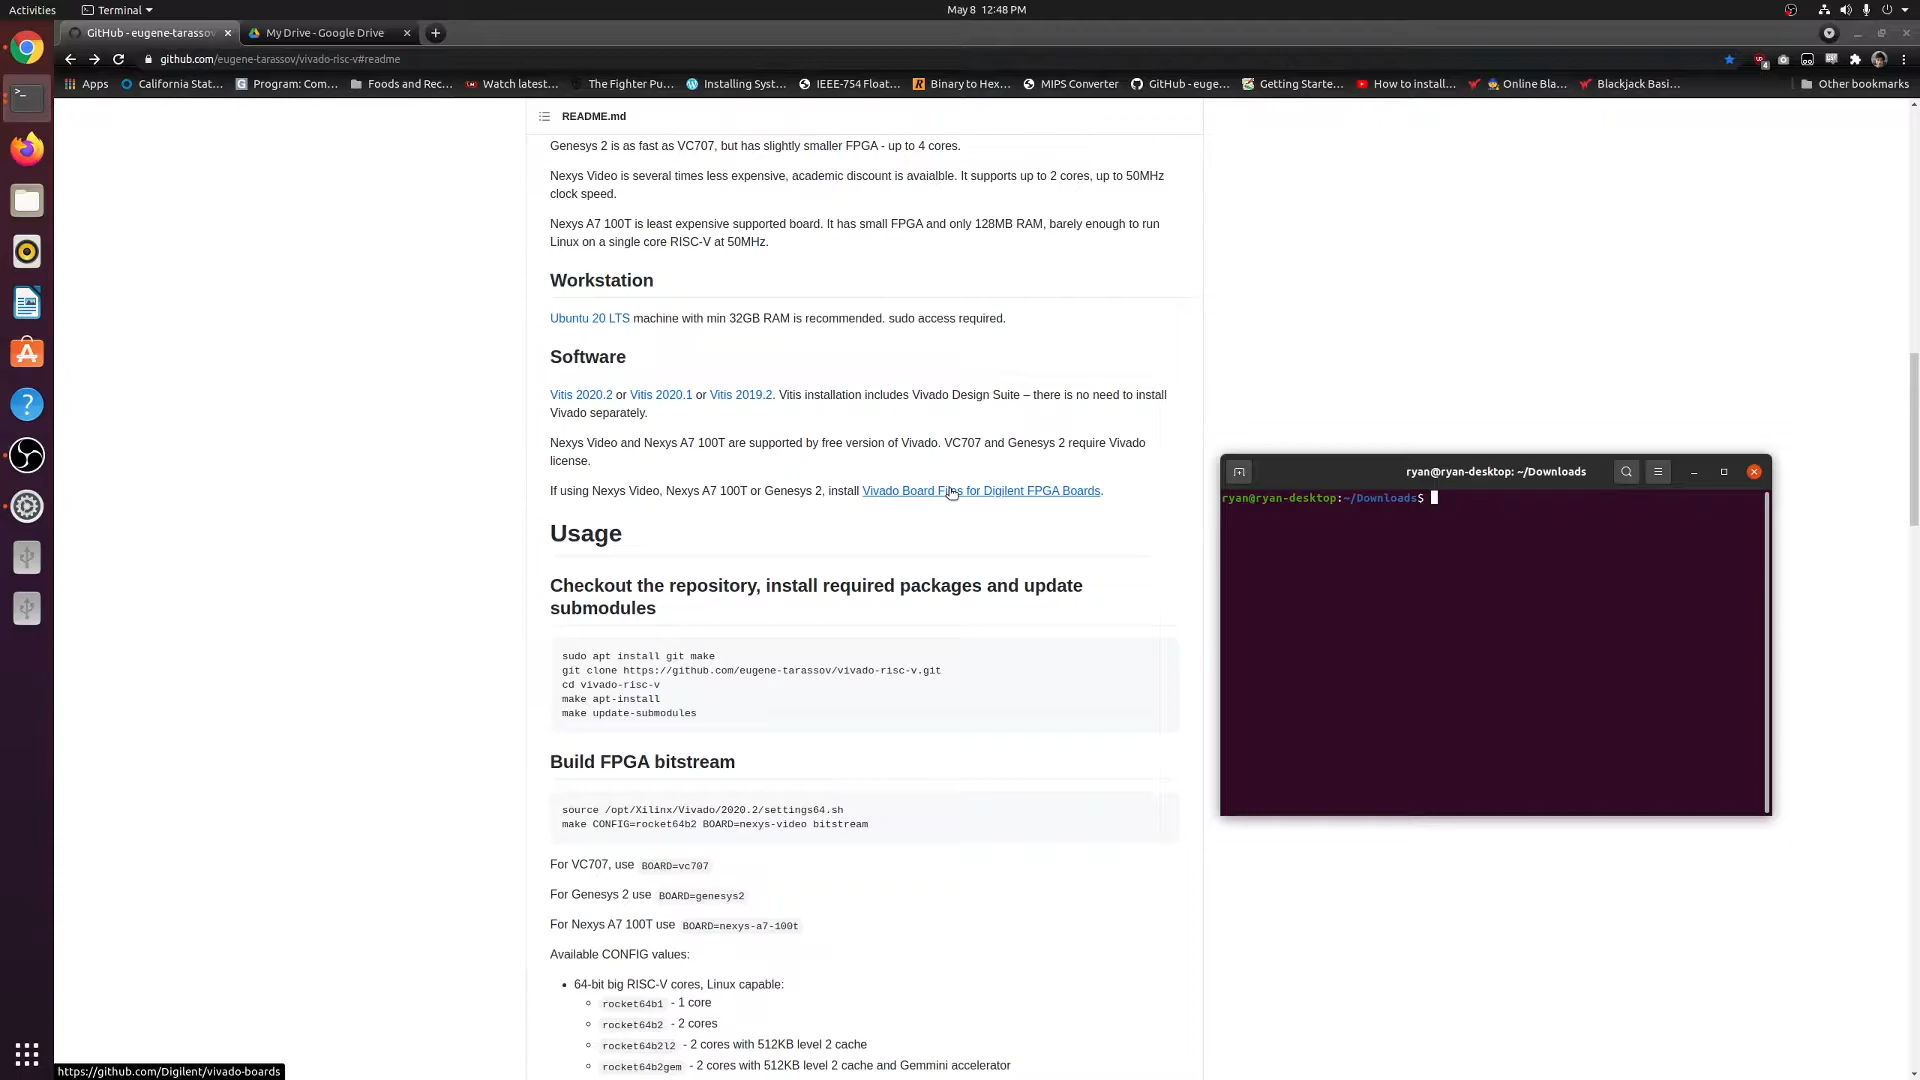 Activities
Terminal
May 8 12:48 PM
GitHub - eugene-tarassov
My Drive - Google Drive
github.com/eugene-tarassov/vivado-risc-v#readme
Apps
California Stat...
Program: Com...
Foods and Rec...
Watch latest...
The Fighter Pu...
Installing Syst...
IEEE-754 Float...
Binary to Hex...
MIPS Converter
GitHub - euge...
Getting Starte...
How to install...
Online Bla...
Blackjack Basi...
Other bookmarks
README.md
Genesys 2 is as fast as VC707, but has slightly smaller FPGA - up to 4 cores.
Nexys Video is several times less expensive, academic discount is avaialble. It supports up to 2 cores, up to 50MHz
clock speed.
Nexys A7 100T is least expensive supported board. It has small FPGA and only 128MB RAM, barely enough to run
Linux on a single core RISC-V at 50MHz.
Workstation
Ubuntu 20 LTS machine with min 32GB RAM is recommended. sudo access required.
Software
Vitis 2020.2 or Vitis 2020.1 or Vitis 2019.2. Vitis installation includes Vivado Design Suite – there is no need to install
Vivado separately.
Nexys Video and Nexys A7 100T are supported by free version of Vivado. VC707 and Genesys 2 require Vivado
license.
If using Nexys Video, Nexys A7 100T or Genesys 2, install Vivado Board Files for Digilent FPGA Boards.
Usage
Checkout the repository, install required packages and update
submodules
sudo apt install git make
git clone https://github.com/eugene-tarassov/vivado-risc-v.git
cd vivado-risc-v
make apt-install
make update-submodules
Build FPGA bitstream
source /opt/Xilinx/Vivado/2020.2/settings64.sh
make CONFIG=rocket64b2 BOARD=nexys-video bitstream
For VC707, use BOARD=vc707
For Genesys 2 use BOARD=genesys2
For Nexys A7 100T use BOARD=nexys-a7-100t
Available CONFIG values:
64-bit big RISC-V cores, Linux capable:
rocket64b1 - 1 core
rocket64b2 - 2 cores
rocket64b2l2 - 2 cores with 512KB level 2 cache
rocket64b2gem - 2 cores with 512KB level 2 cache and Gemmini accelerator
https://github.com/Digilent/vivado-boards
ryan@ryan-desktop: ~/Downloads
ryan@ryan-desktop:~/Downloads$